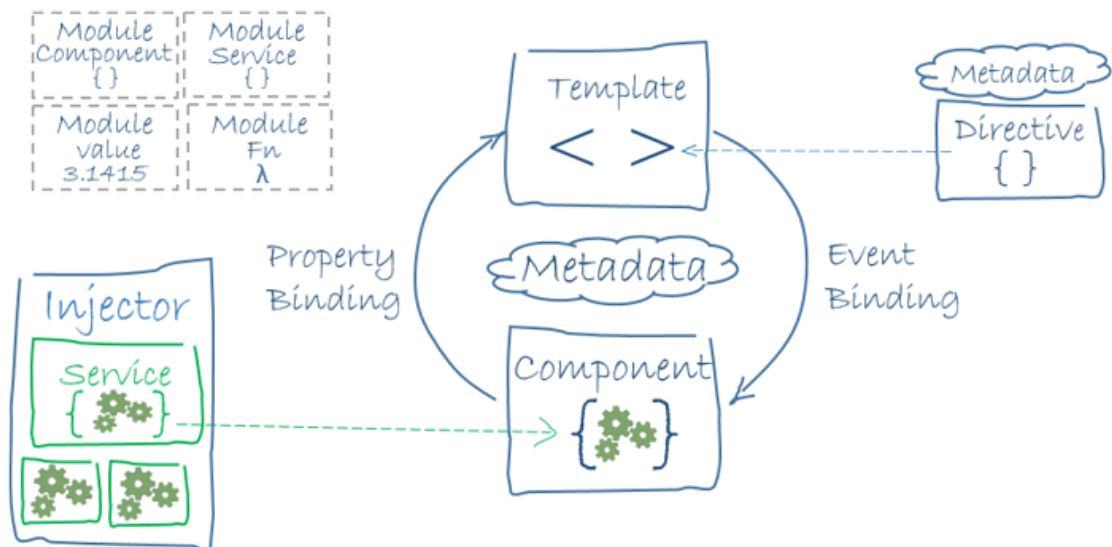 Module
Component
{ }
Module
Service
{ }
Module
value
3.1415
Module
Fn
λ
Template
< >
Metadata
Directive
{ }
Property
Binding
Metadata
Event
Binding
Injector
Service
{ }
Component
{ }